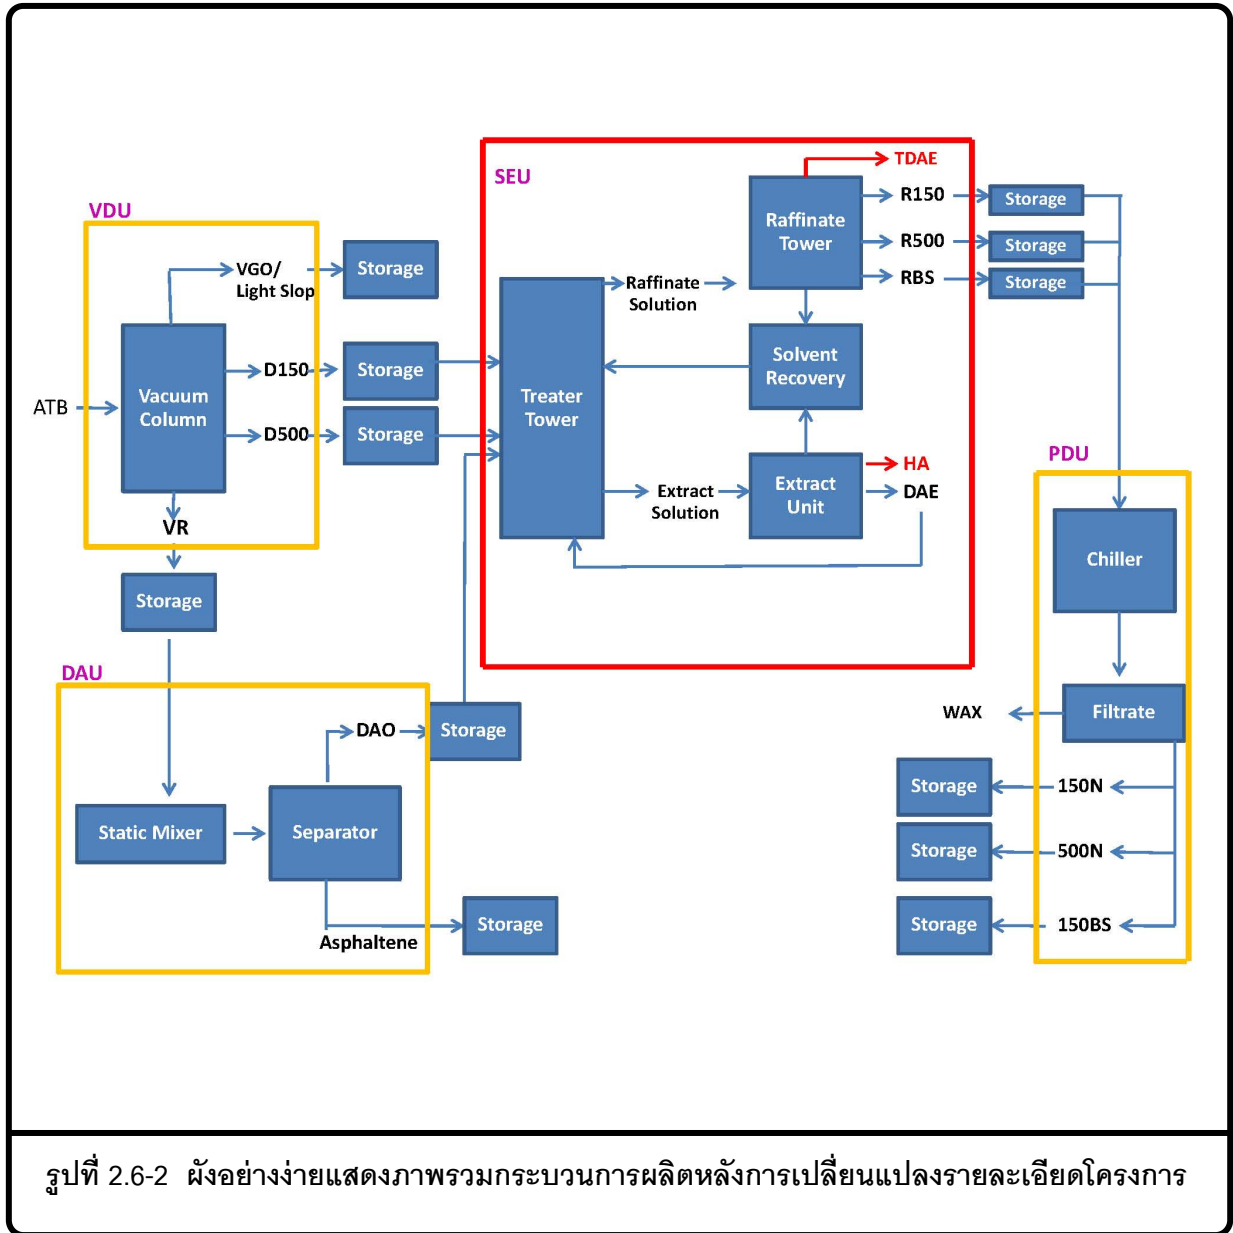 VDU
VGO/
Light Slop
Storage
ATB
Vacuum
Column
D150
Storage
D500
Storage
VR
Storage
DAU
DAO
Storage
Static Mixer
Separator
Asphaltene
Storage
SEU
TDAE
Raffinate
Tower
R150
R500
RBS
Storage
Storage
Storage
Treater
Tower
Raffinate
Solution
Solvent
Recovery
Extract
Solution
Extract
Unit
HA
DAE
PDU
Chiller
Filtrate
WAX
150N
Storage
500N
Storage
150BS
Storage
รูปที่ 2.6-2 ผังอย่างง่ายแสดงภาพรวมกระบวนการผลิตหลังการเปลี่ยนแปลงรายละเอียดโครงการ